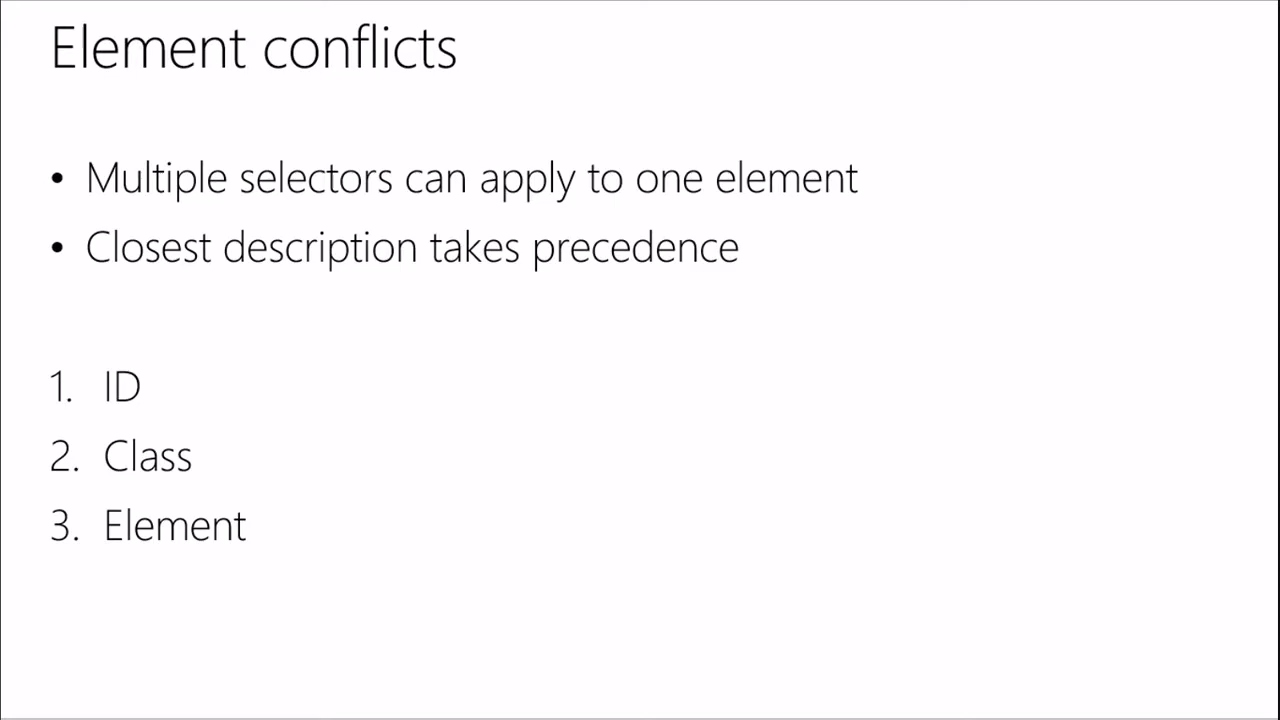 Element conflicts
• Multiple selectors can apply to one element
• Closest description takes precedence
1. ID
2. Class
3. Element